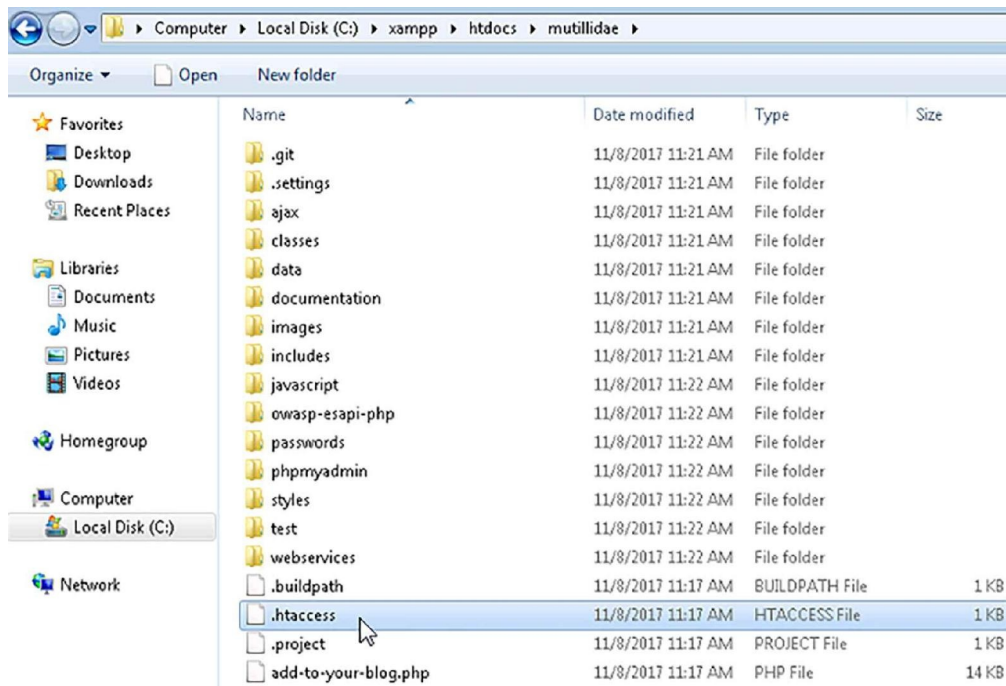 Computer Local Disk (C:) xampp htdocs mutillidae
Organize Open New folder
Favorites
Desktop
Downloads
Recent Places
Libraries
Documents
Music
Pictures
Videos
Homegroup
Computer
Local Disk (C:)
Network
Name Date modified Type Size
.git 11/8/2017 11:21 AM File folder
.settings 11/8/2017 11:21 AM File folder
ajax 11/8/2017 11:21 AM File folder
classes 11/8/2017 11:21 AM File folder
data 11/8/2017 11:21 AM File folder
documentation 11/8/2017 11:21 AM File folder
images 11/8/2017 11:21 AM File folder
includes 11/8/2017 11:21 AM File folder
javascript 11/8/2017 11:22 AM File folder
owasp-esapi-php 11/8/2017 11:22 AM File folder
passwords 11/8/2017 11:22 AM File folder
phpmyadmin 11/8/2017 11:22 AM File folder
styles 11/8/2017 11:22 AM File folder
test 11/8/2017 11:22 AM File folder
webservices 11/8/2017 11:22 AM File folder
.buildpath 11/8/2017 11:17 AM BUILDPATH File 1 KB
.htaccess 11/8/2017 11:17 AM HTACCESS File 1 KB
.project 11/8/2017 11:17 AM PROJECT File 1 KB
add-to-your-blog.php 11/8/2017 11:17 AM PHP File 14 KB